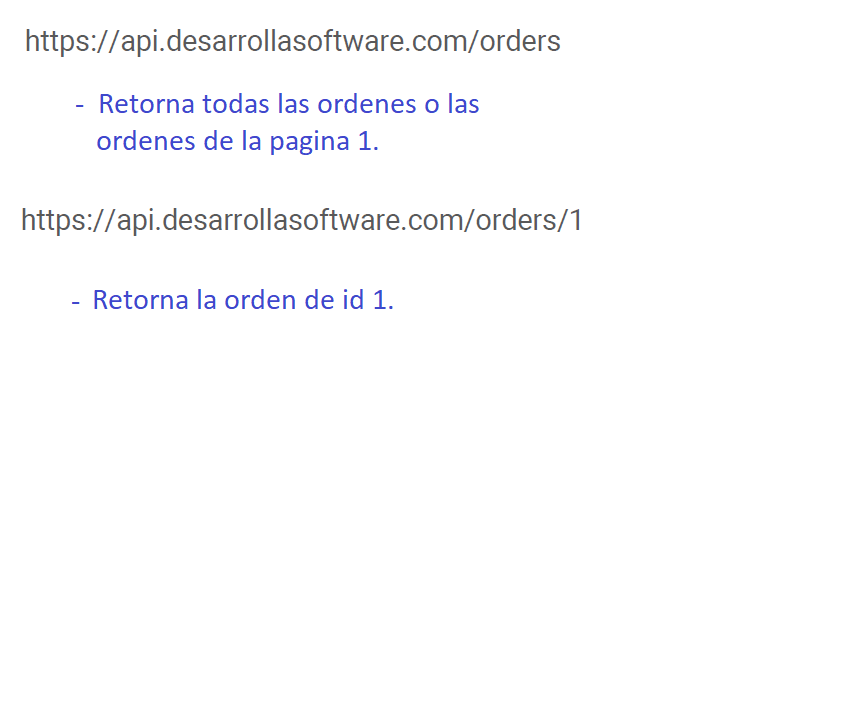 https://api.desarrollasoftware.com/orders
- Retorna todas las ordenes o las
ordenes de la pagina 1.
https://api.desarrollasoftware.com/orders/1
- Retorna la orden de id 1.